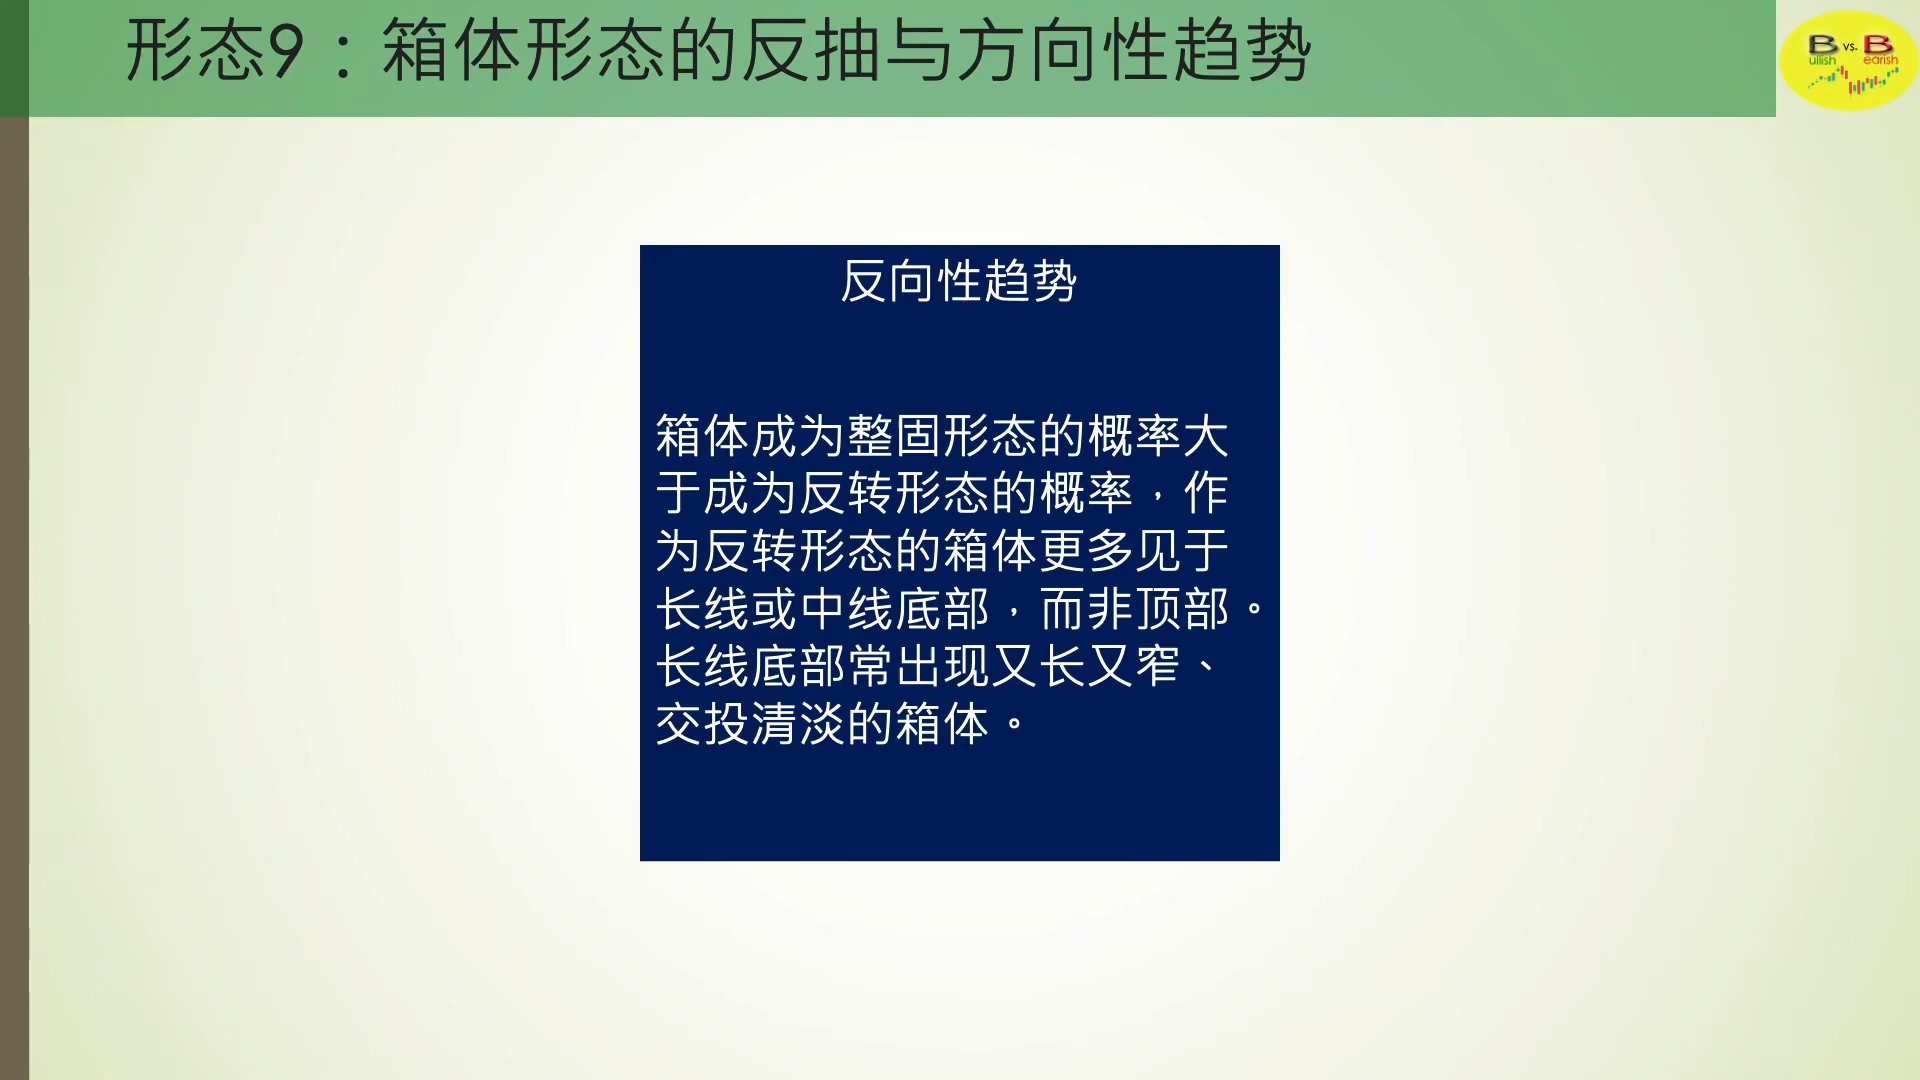 形态9：箱体形态的反抽与方向性趋势
B vs. B
ullish earish
反向性趋势
箱体成为整固形态的概率大
于成为反转形态的概率，作
为反转形态的箱体更多见于
长线或中线底部，而非顶部。
长线底部常出现又长又窄、
交投清淡的箱体。